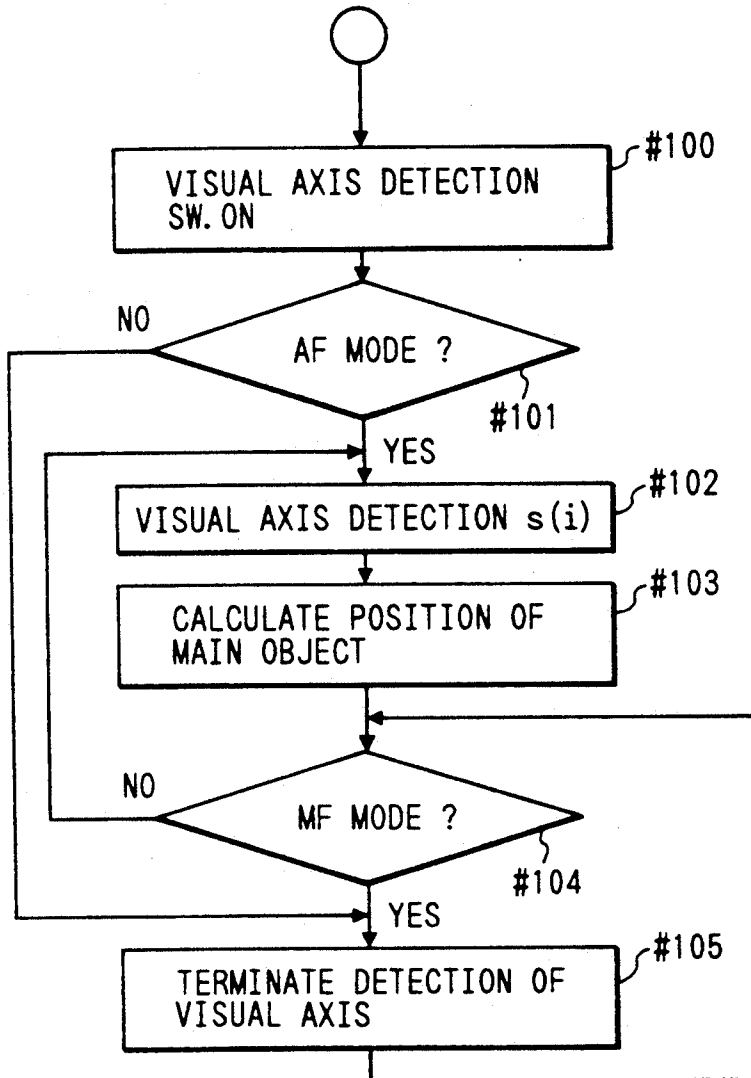 #100
VISUAL AXIS DETECTION
SW. ON
NO
AF MODE ?
#101
YES
#102
VISUAL AXIS DETECTION s(i)
#103
CALCULATE POSITION OF
MAIN OBJECT
NO
MF MODE ?
#104
YES
#105
TERMINATE DETECTION OF
VISUAL AXIS